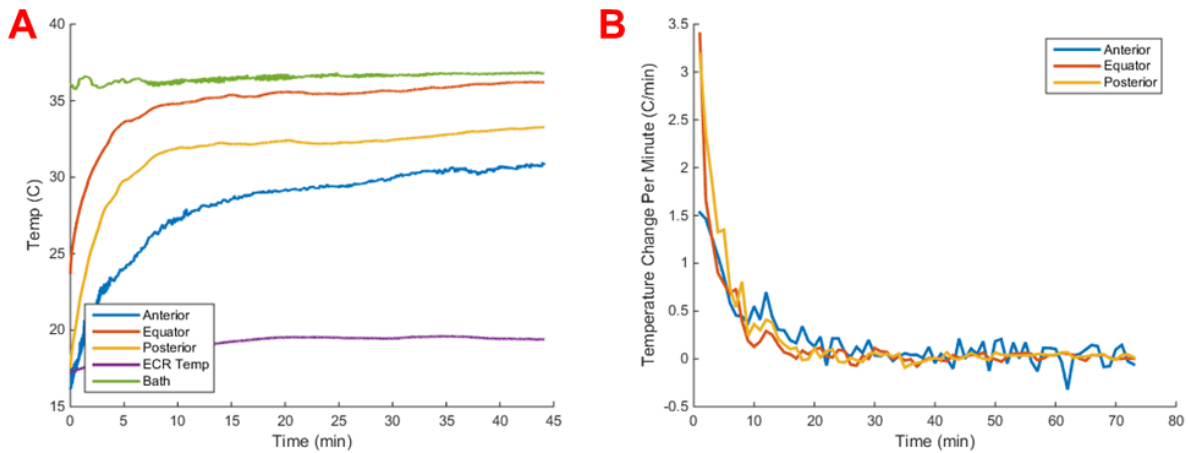 A
40
35
30
25
20
15
Temp (C)
Anterior
Equator
Posterior
ECR Temp
Bath
0 5 10 15 20 25 30 35 40 45
Time (min)
B
3.5
3
2.5
2
1.5
1
0.5
0
-0.5
Temperature Change Per Minute (C/min)
Anterior
Equator
Posterior
0 10 20 30 40 50 60 70 80
Time (min)